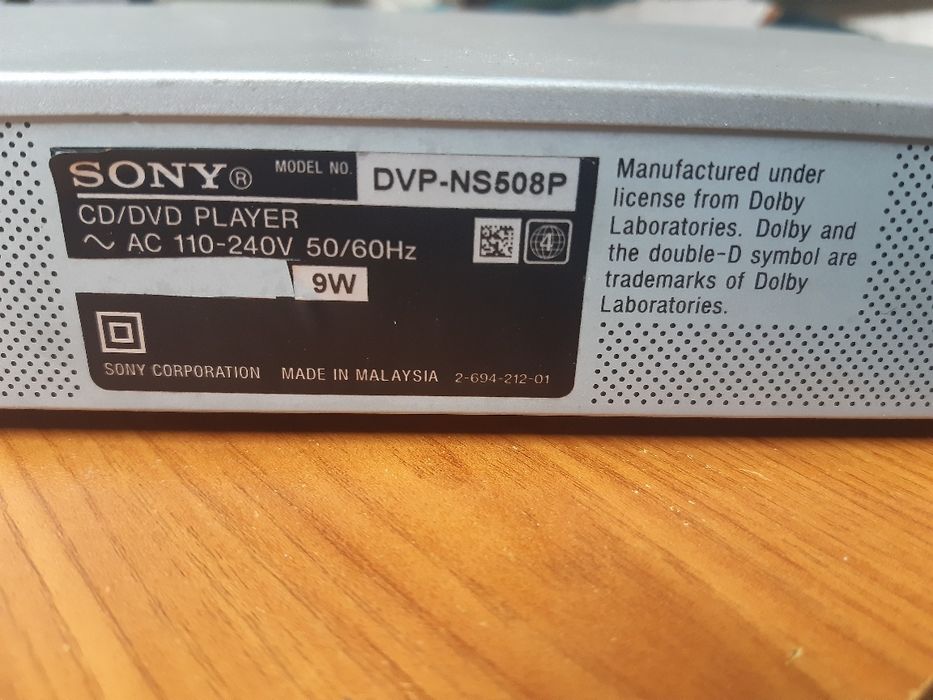 SONY® MODEL NO. DVP-NS508P
CD/DVD PLAYER
~ AC 110-240V 50/60Hz
9W
4
SONY CORPORATION MADE IN MALAYSIA 2-694-212-01
Manufactured under
license from Dolby
Laboratories. Dolby and
the double-D symbol are
trademarks of Dolby
Laboratories.